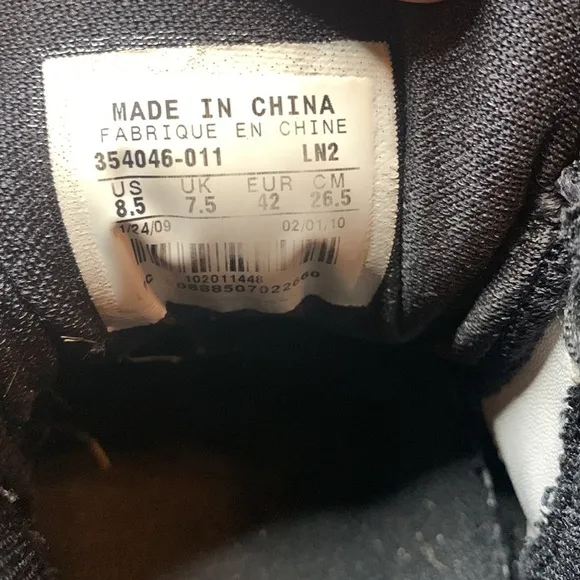 MADE IN CHINA
FABRIQUE EN CHINE
354046-011 LN2
US UK EUR CM
8.5 7.5 42 26.5
/24/09 02/01/10
102011448